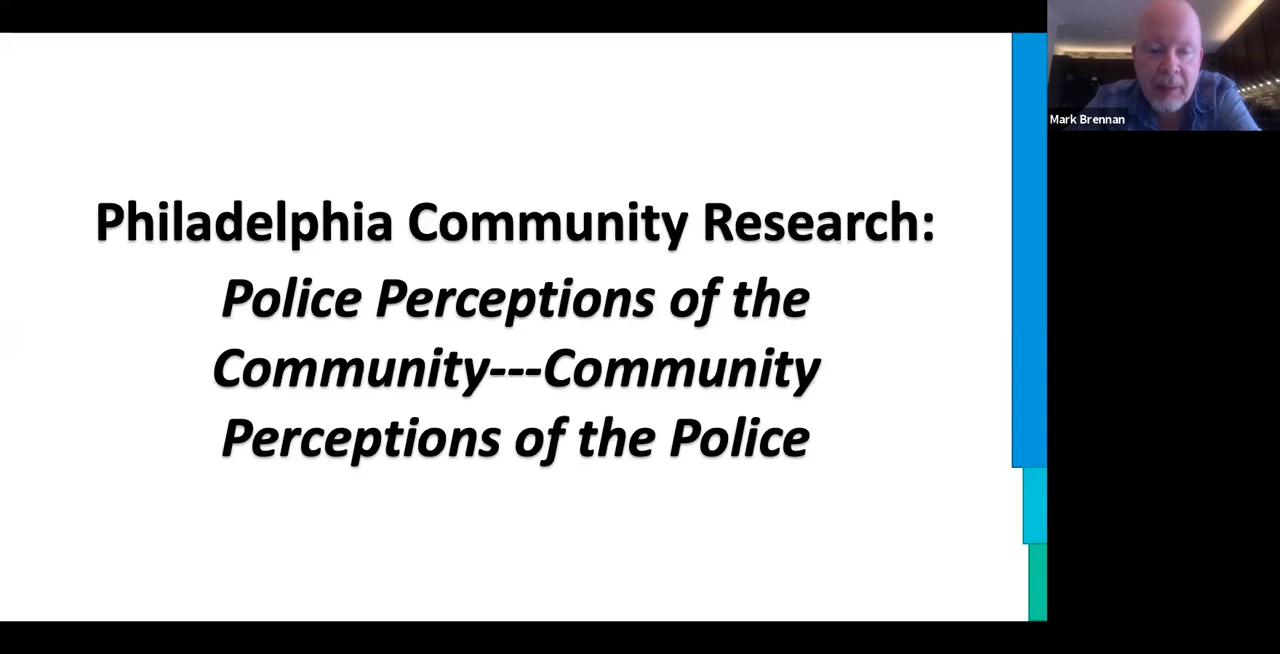 Philadelphia Community Research:
Police Perceptions of the
Community---Community
Perceptions of the Police
Mark Brennan